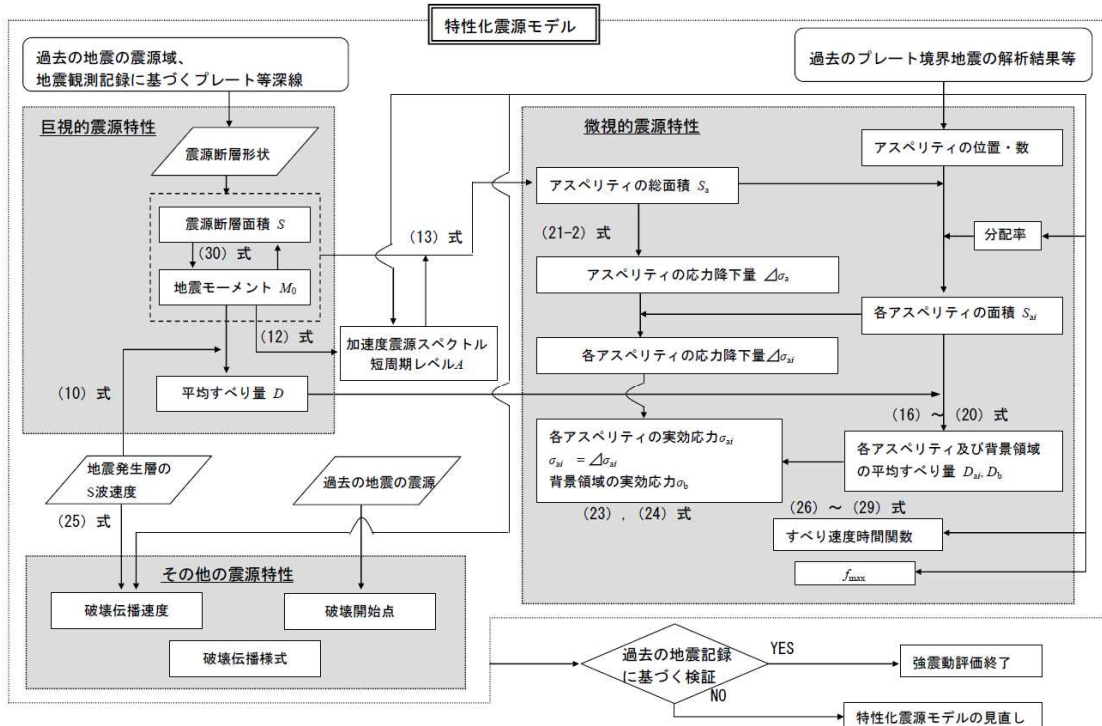 特性化震源モデル
過去の地震の震源域、
地震観測記録に基づくプレート等深線
過去のプレート境界地震の解析結果等
巨視的震源特性
震源断層形状
震源断層面積 S
(30) 式
地震モーメント M0
(12) 式
(10) 式
平均すべり量 D
(13) 式
加速度震源スペクトル
短周期レベルA
地震発生層の
S波速度
(25) 式
過去の地震の震源
その他の震源特性
破壊伝播速度
破壊開始点
破壊伝播様式
微視的震源特性
アスペリティの位置・数
アスペリティの総面積 Sa
(21-2) 式
分配率
アスペリティの応力降下量 ⊿σa
各アスペリティの面積 Sai
各アスペリティの応力降下量⊿σai
(16) ~ (20) 式
各アスペリティの実効応力σai
σai = ⊿σai
背景領域の実効応力σb
各アスペリティ及び背景領域
の平均すべり量 Dai, Db
(23) , (24) 式
(26) ~ (29) 式
すべり速度時間関数
fmax
過去の地震記録
に基づく検証
YES
強震動評価終了
NO
特性化震源モデルの見直し